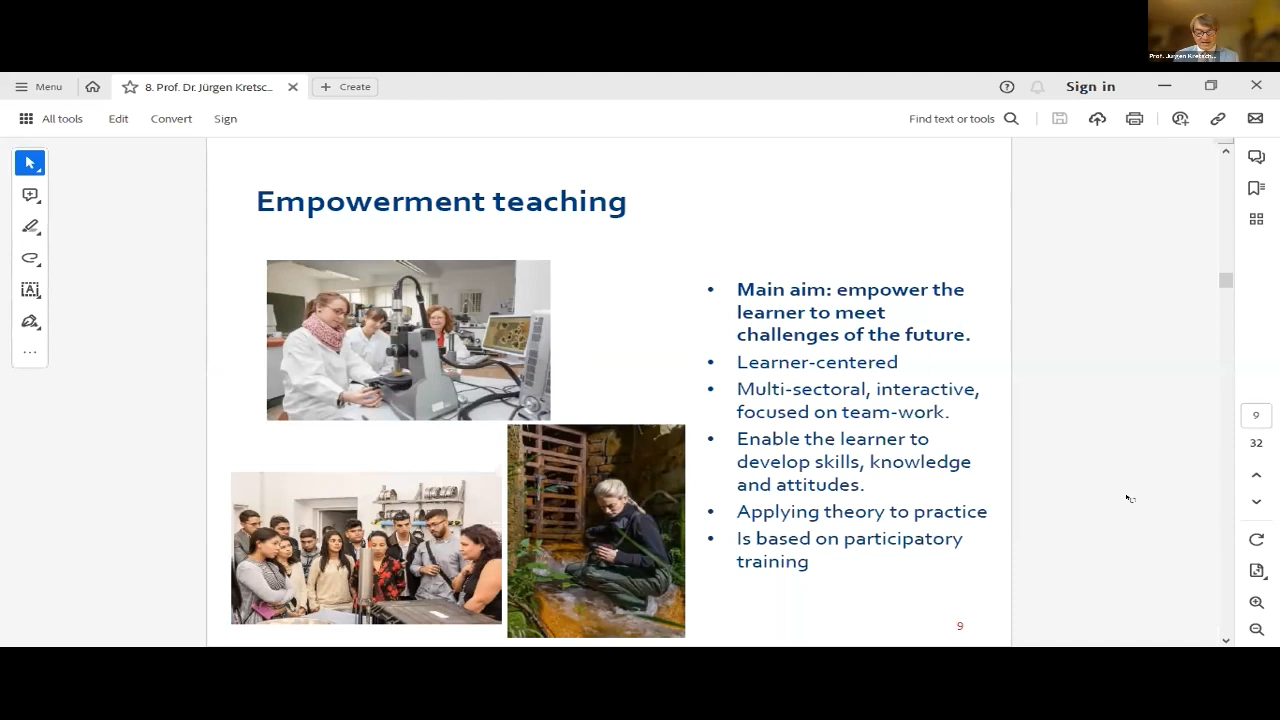 Prof. Jürgen Kretsch...
Menu
8. Prof. Dr. Jürgen Kretsc...
Create
Sign in
All tools
Edit
Convert
Sign
Find text or tools
Empowerment teaching
• Main aim: empower the
learner to meet
challenges of the future.
• Learner-centered
• Multi-sectoral, interactive,
focused on team-work.
• Enable the learner to
develop skills, knowledge
and attitudes.
• Applying theory to practice
• Is based on participatory
training
9
9
32